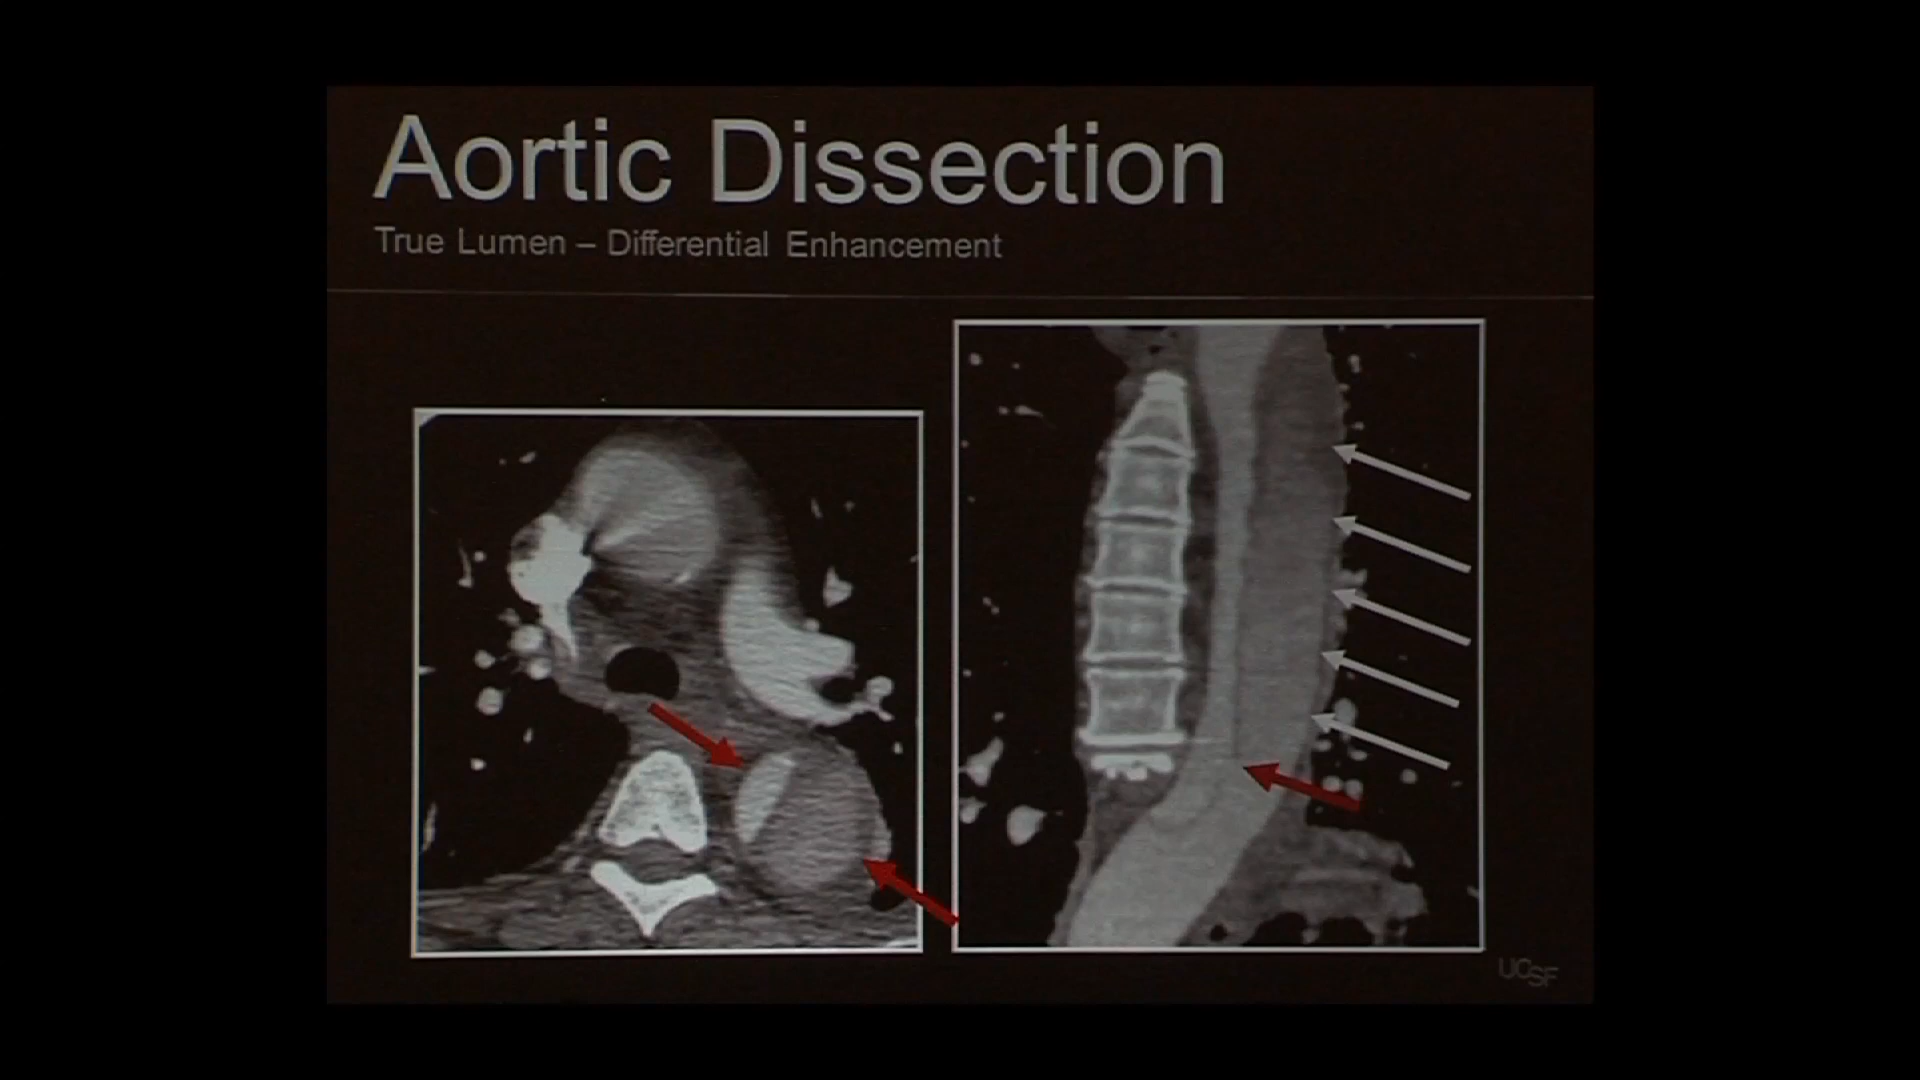 Aortic Dissection
True Lumen – Differential Enhancement
UCSF